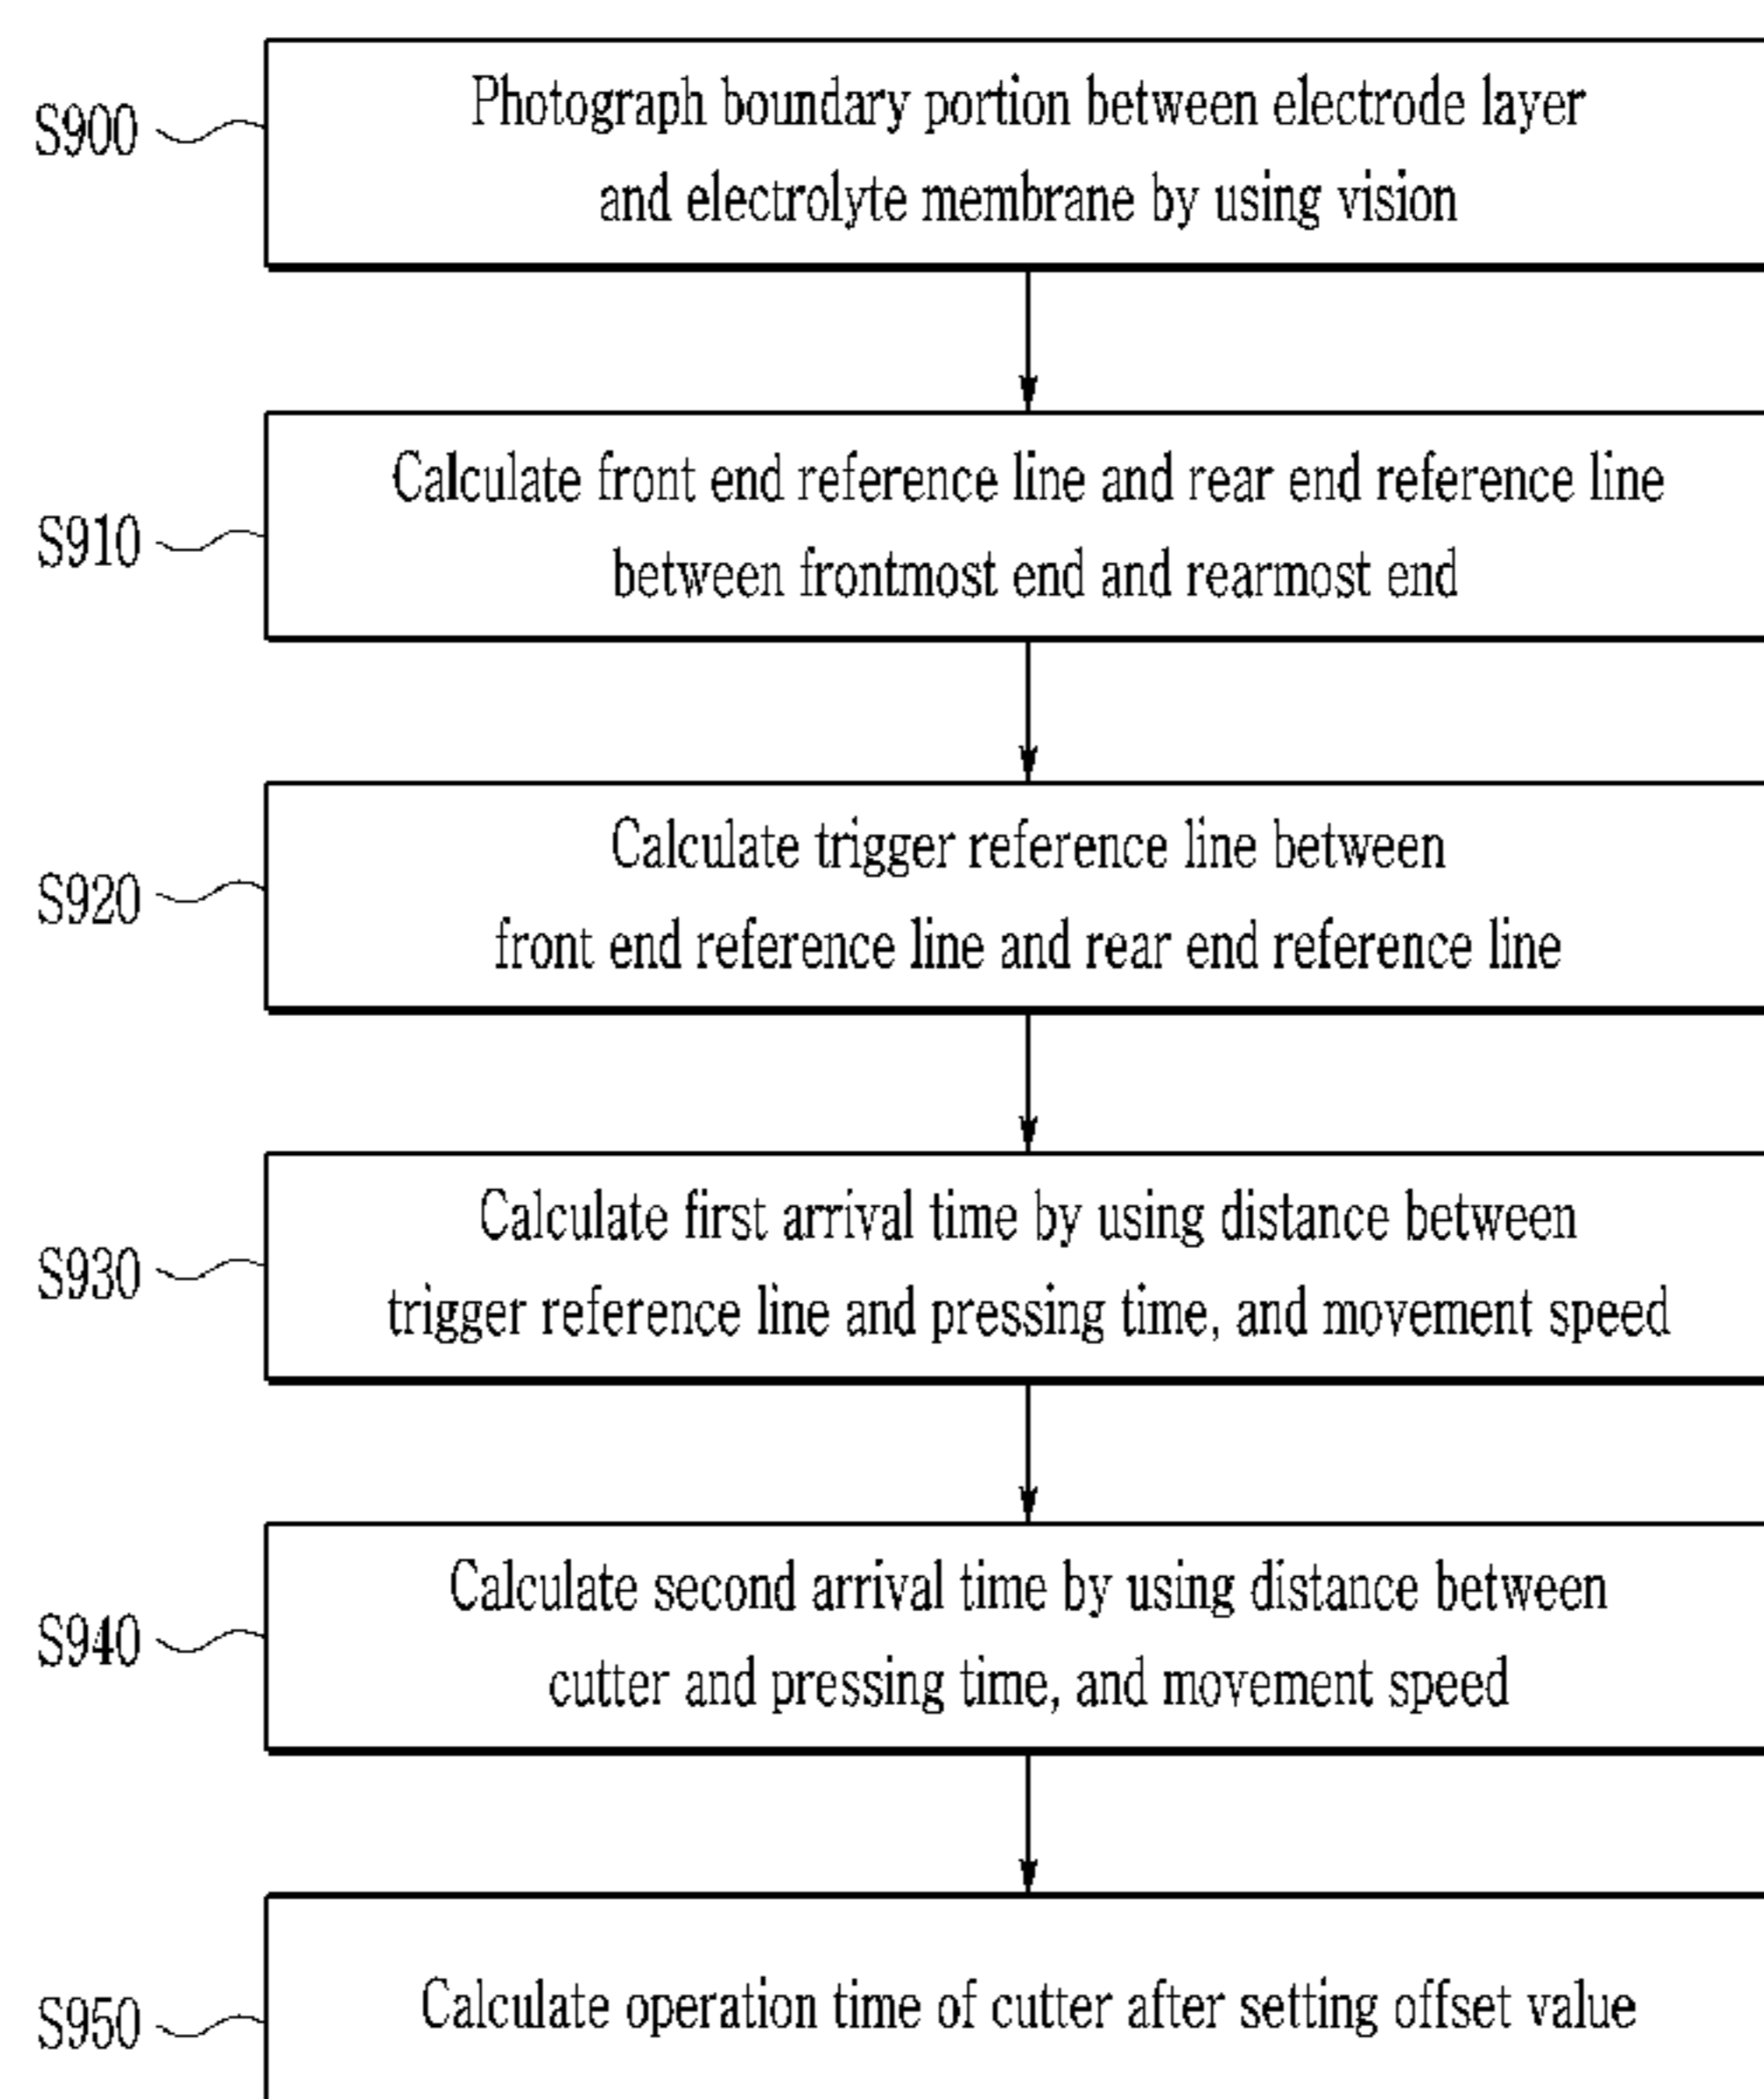 S900
Photograph boundary portion between electrode layer
and electrolyte membrane by using vision
S910
Calculate front end reference line and rear end reference line
between frontmost end and rearmost end
S920
Calculate trigger reference line between
front end reference line and rear end reference line
S930
Calculate first arrival time by using distance between
trigger reference line and pressing time, and movement speed
S940
Calculate second arrival time by using distance between
cutter and pressing time, and movement speed
S950
Calculate operation time of cutter after setting offset value